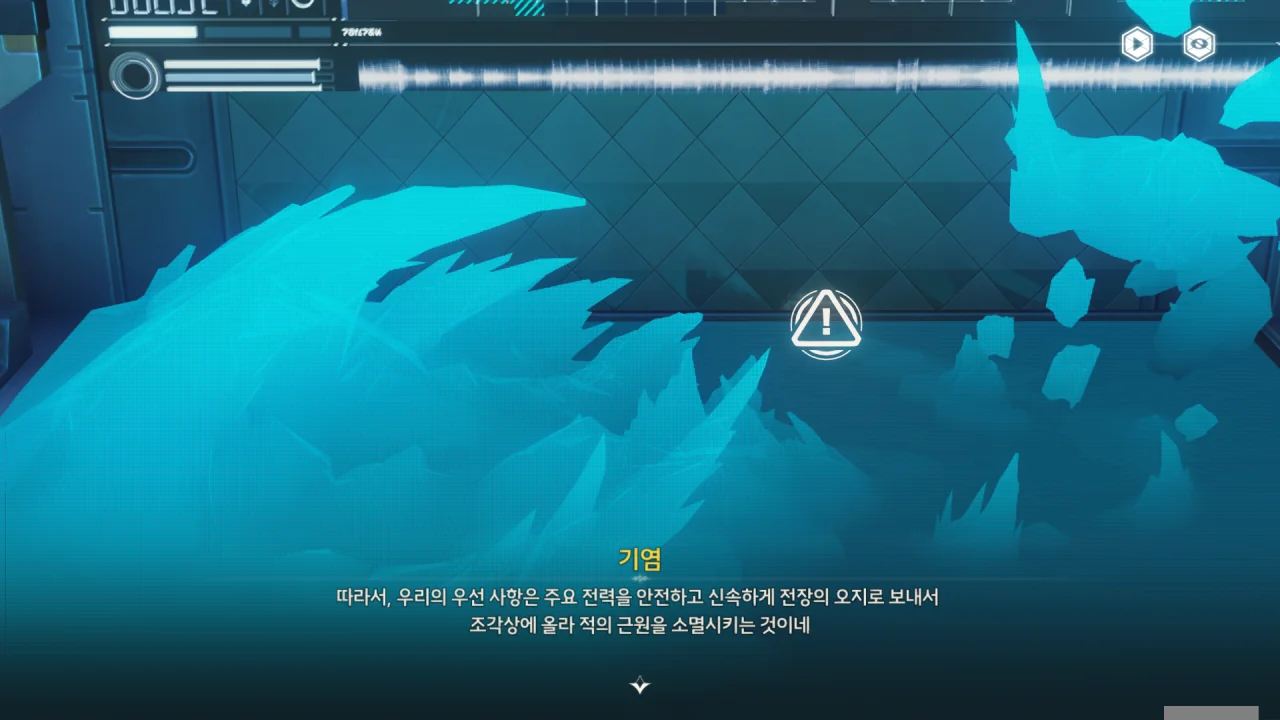 기염
따라서, 우리의 우선 사항은 주요 전력을 안전하고 신속하게 전장의 오지로 보내서
조각상에 올라 적의 근원을 소멸시키는 것이네